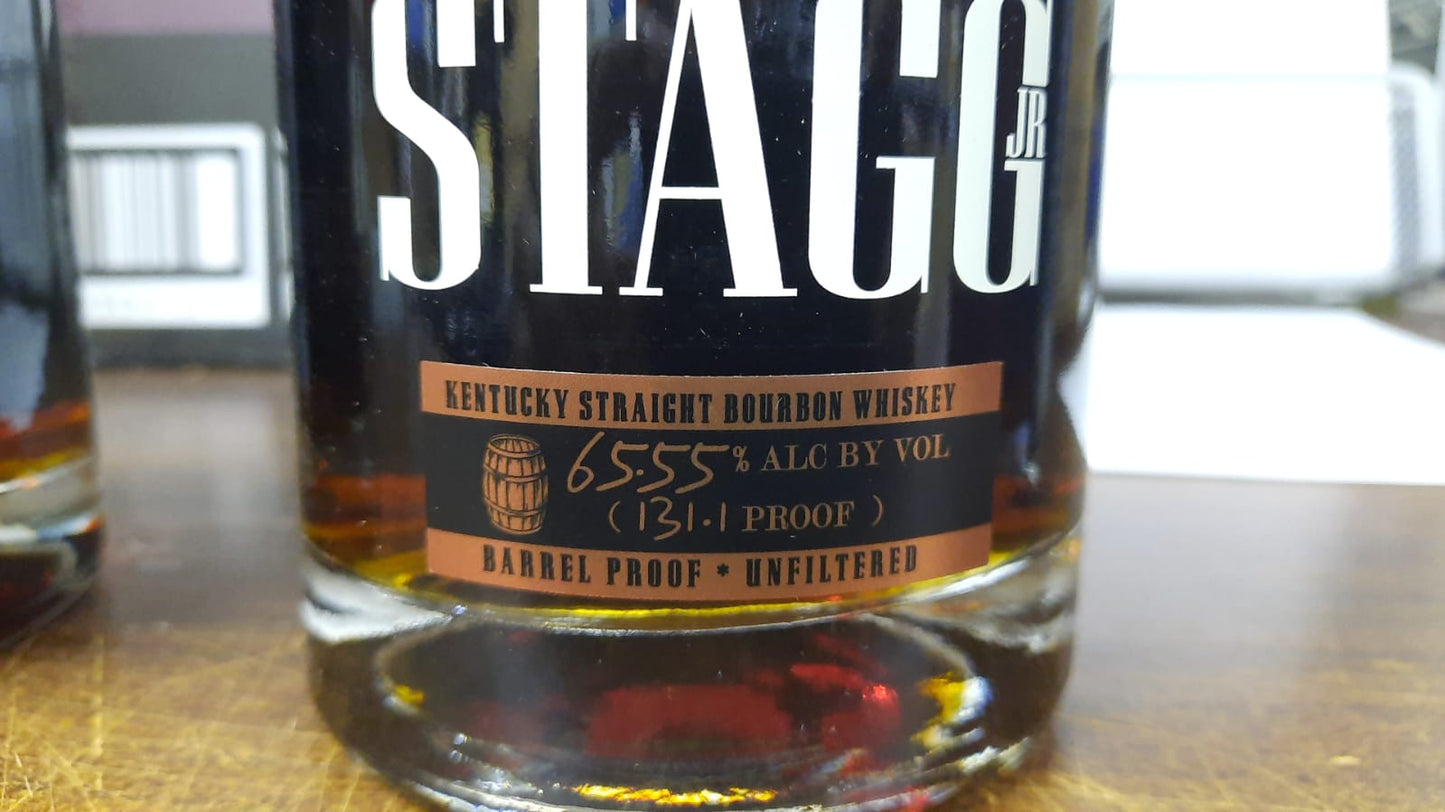 STAGG
JR
KENTUCKY STRAIGHT BOURBON WHISKEY
65.55% ALC BY VOL
(131.1 PROOF)
BARREL PROOF * UNFILTERED